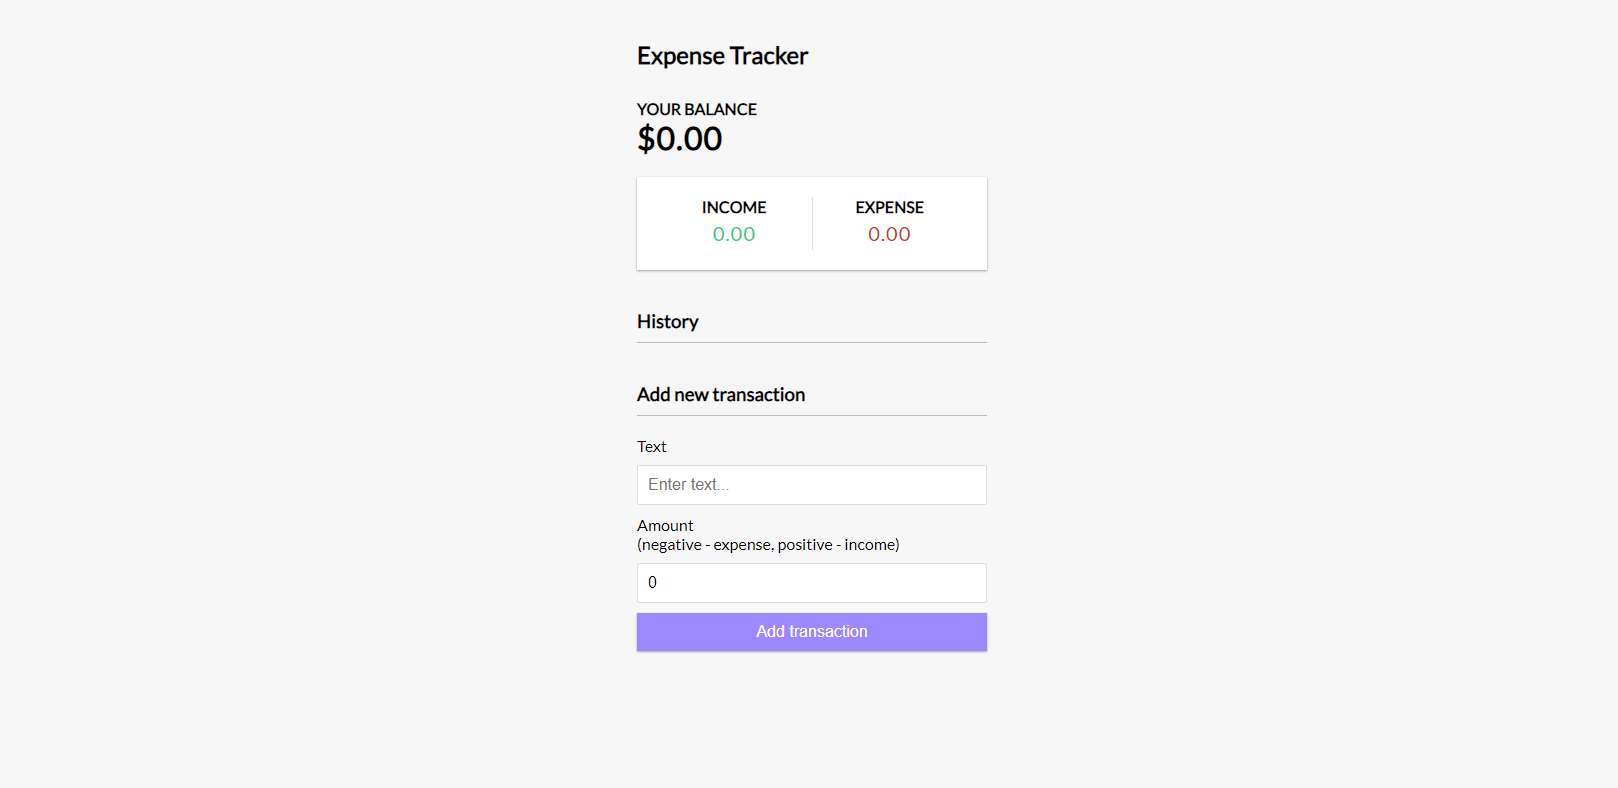 Expense Tracker
YOUR BALANCE
$0.00
INCOME
0.00
EXPENSE
0.00
History
Add new transaction
Text
Enter text...
Amount
(negative - expense, positive - income)
0
Add transaction